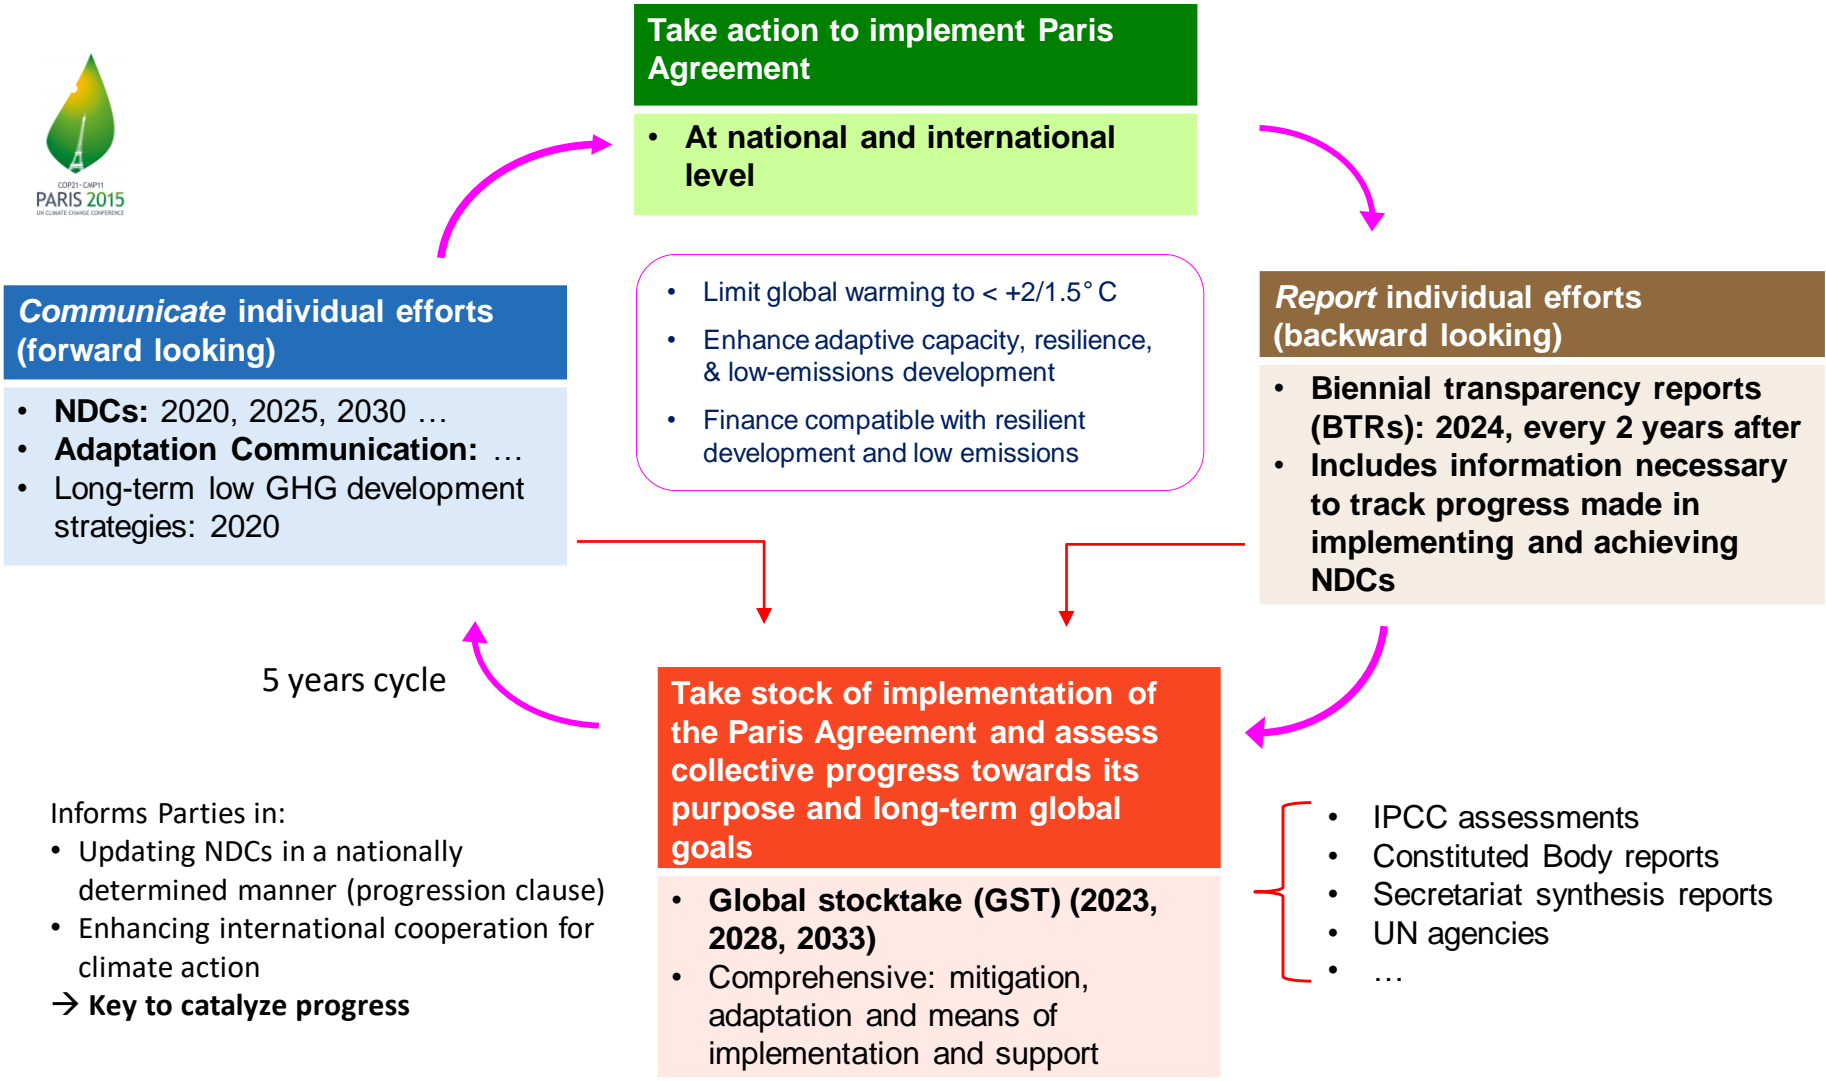 Take action to implement Paris
Agreement
• At national and international
level
COP21·CMP11
PARIS 2015
UN CLIMATE CHANGE CONFERENCE
Communicate individual efforts
(forward looking)
• NDCs: 2020, 2025, 2030 …
• Adaptation Communication: …
• Long-term low GHG development
strategies: 2020
• Limit global warming to < +2/1.5° C
• Enhance adaptive capacity, resilience,
& low-emissions development
• Finance compatible with resilient
development and low emissions
Report individual efforts
(backward looking)
• Biennial transparency reports
(BTRs): 2024, every 2 years after
• Includes information necessary
to track progress made in
implementing and achieving
NDCs
5 years cycle
Take stock of implementation of
the Paris Agreement and assess
collective progress towards its
purpose and long-term global
goals
• Global stocktake (GST) (2023,
2028, 2033)
• Comprehensive: mitigation,
adaptation and means of
implementation and support
Informs Parties in:
• Updating NDCs in a nationally
determined manner (progression clause)
• Enhancing international cooperation for
climate action
→ Key to catalyze progress
• IPCC assessments
• Constituted Body reports
• Secretariat synthesis reports
• UN agencies
• …